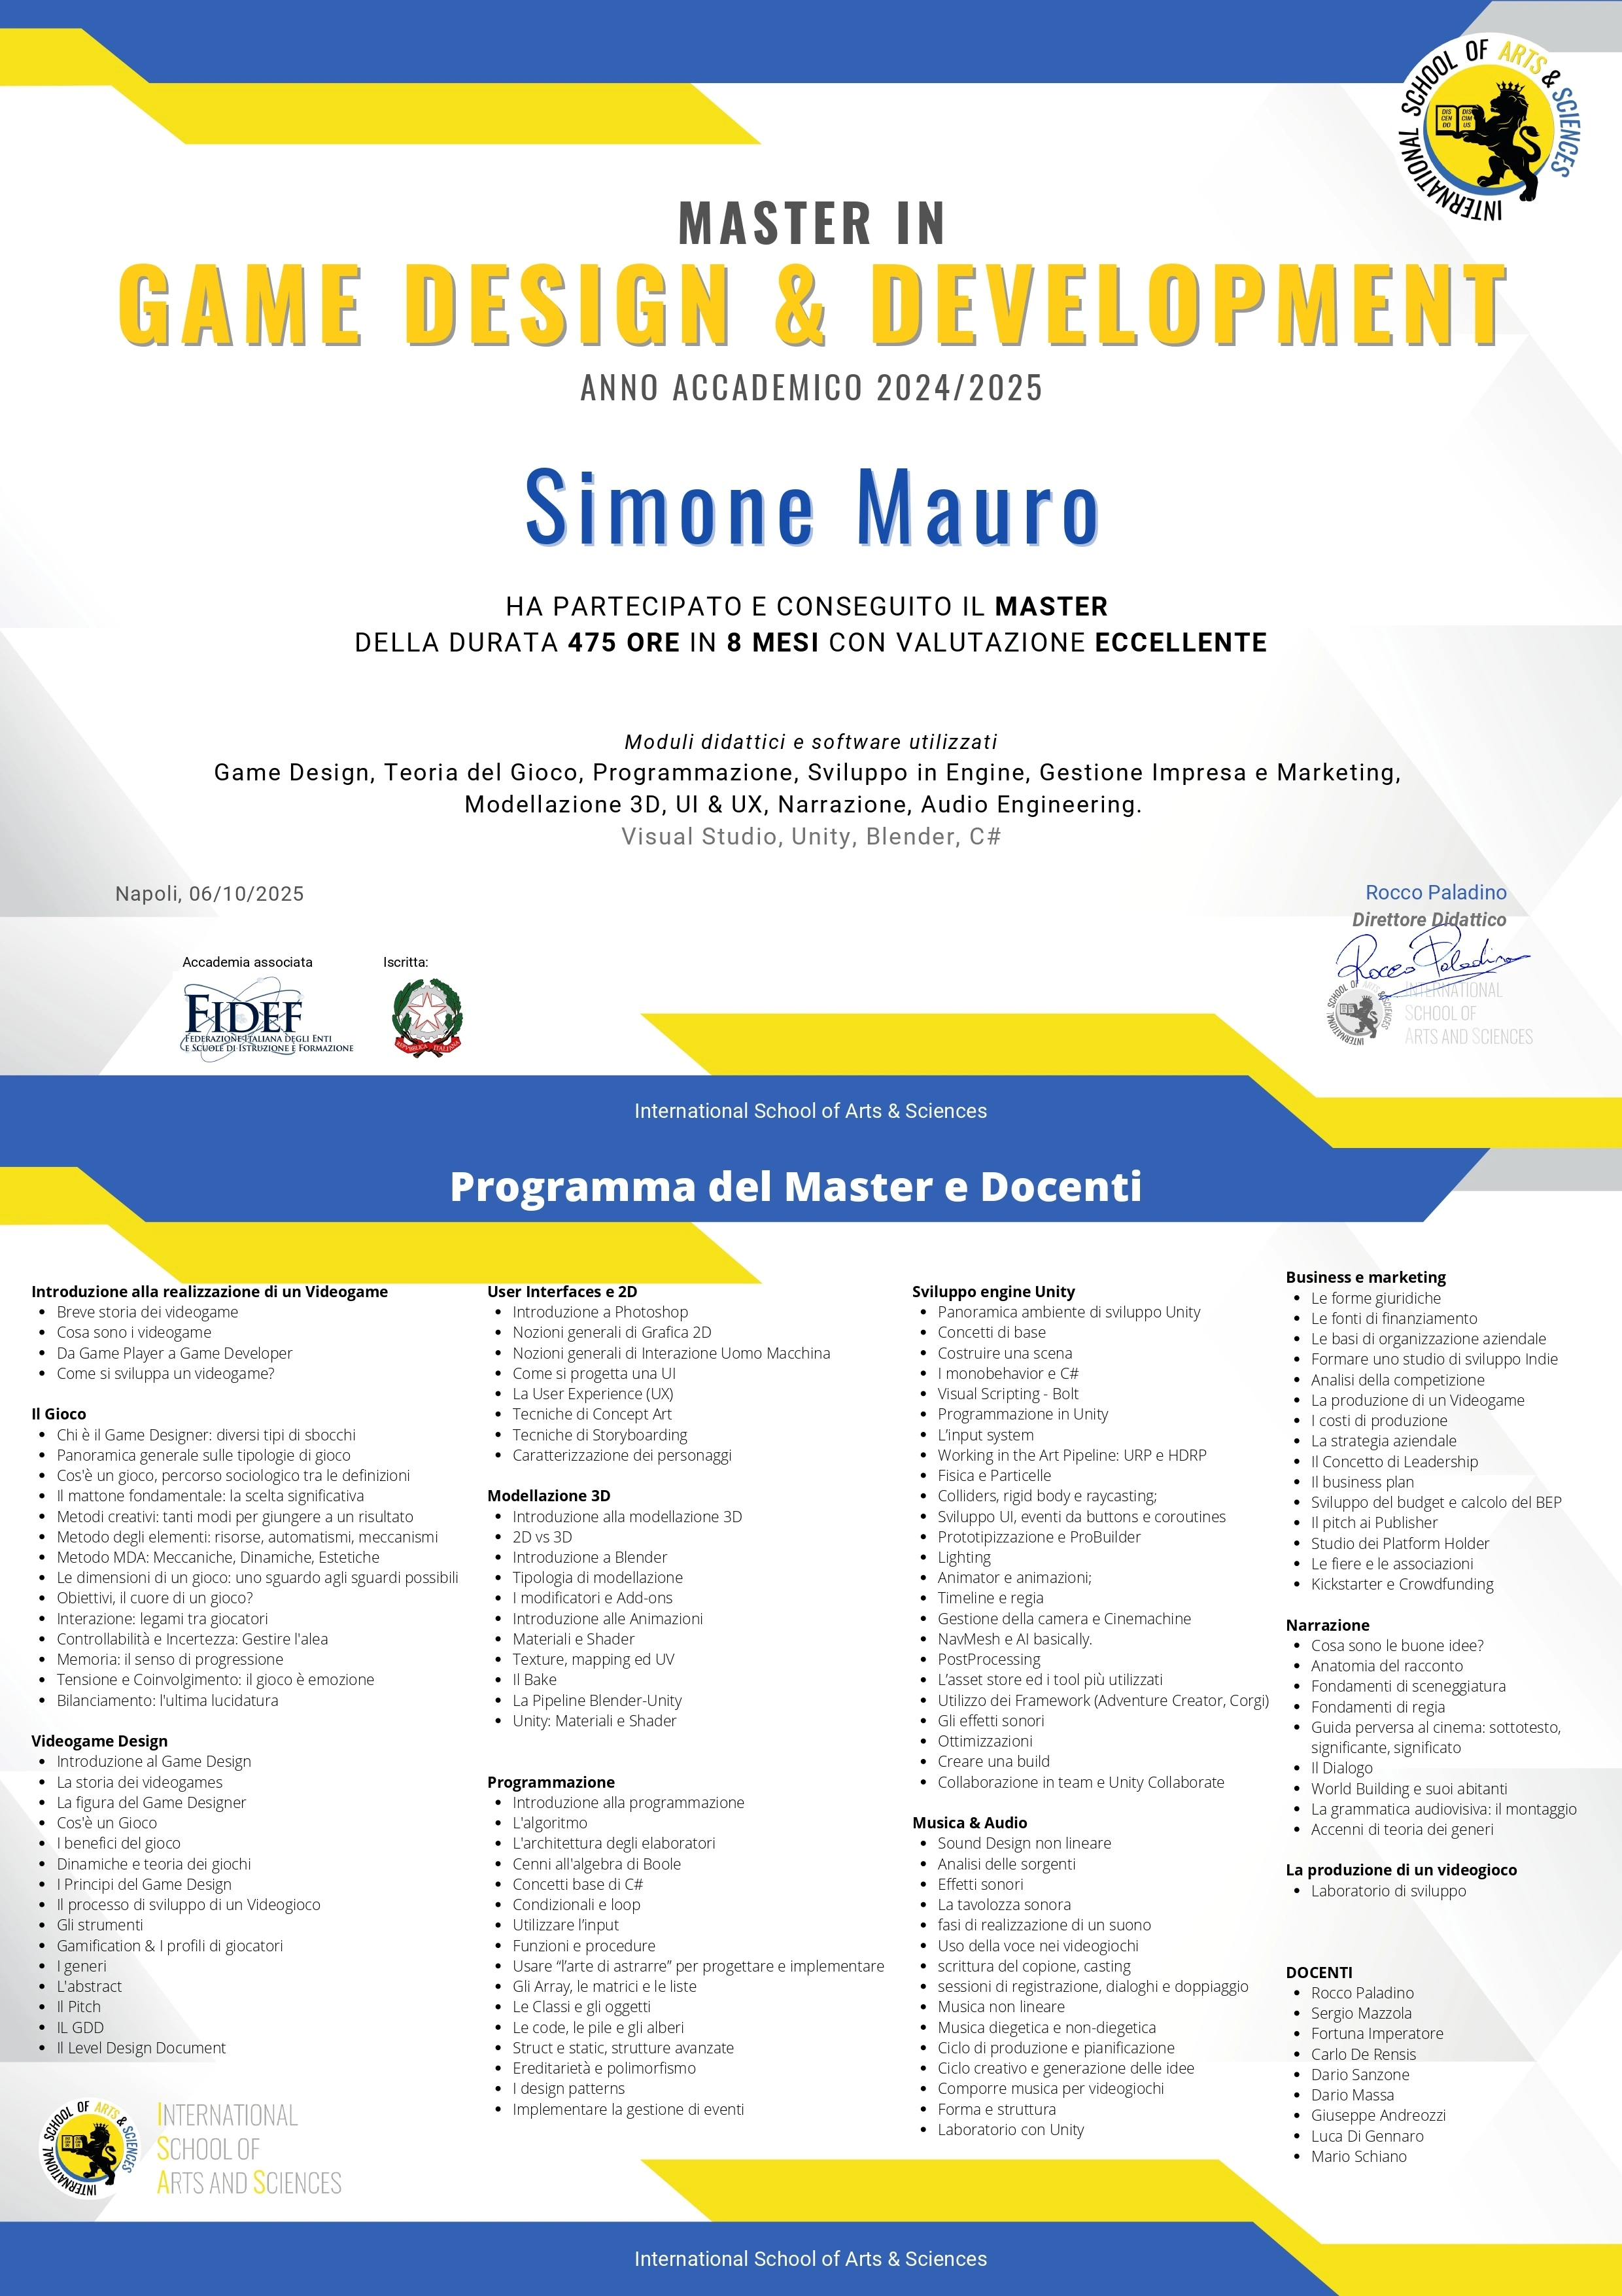 INTERNATIONAL SCHOOL OF ARTS & SCIENCES
DIS CEN DO DIS CIM US
MASTER IN
GAME DESIGN & DEVELOPMENT
ANNO ACCADEMICO 2024/2025
Simone Mauro
HA PARTECIPATO E CONSEGUITO IL MASTER
DELLA DURATA 475 ORE IN 8 MESI CON VALUTAZIONE ECCELLENTE
Moduli didattici e software utilizzati
Game Design, Teoria del Gioco, Programmazione, Sviluppo in Engine, Gestione Impresa e Marketing,
Modellazione 3D, UI & UX, Narrazione, Audio Engineering.
Visual Studio, Unity, Blender, C#
Napoli, 06/10/2025
Rocco Paladino
Direttore Didattico
Rocco Paladino
Accademia associata
FIDEF
FEDERAZIONE ITALIANA DEGLI ENTI
E SCUOLE DI ISTRUZIONE E FORMAZIONE
Iscritta:
REPUBBLICA ITALIANA
INTERNATIONAL SCHOOL OF ARTS & SCIENCES
INTERNATIONAL
SCHOOL OF
ARTS AND SCIENCES
International School of Arts & Sciences
Programma del Master e Docenti
Introduzione alla realizzazione di un Videogame
• Breve storia dei videogame
• Cosa sono i videogame
• Da Game Player a Game Developer
• Come si sviluppa un videogame?
Il Gioco
• Chi è il Game Designer: diversi tipi di sbocchi
• Panoramica generale sulle tipologie di gioco
• Cos'è un gioco, percorso sociologico tra le definizioni
• Il mattone fondamentale: la scelta significativa
• Metodi creativi: tanti modi per giungere a un risultato
• Metodo degli elementi: risorse, automatismi, meccanismi
• Metodo MDA: Meccaniche, Dinamiche, Estetiche
• Le dimensioni di un gioco: uno sguardo agli sguardi possibili
• Obiettivi, il cuore di un gioco?
• Interazione: legami tra giocatori
• Controllabilità e Incertezza: Gestire l'alea
• Memoria: il senso di progressione
• Tensione e Coinvolgimento: il gioco è emozione
• Bilanciamento: l'ultima lucidatura
Videogame Design
• Introduzione al Game Design
• La storia dei videogames
• La figura del Game Designer
• Cos'è un Gioco
• I benefici del gioco
• Dinamiche e teoria dei giochi
• I Principi del Game Design
• Il processo di sviluppo di un Videogioco
• Gli strumenti
• Gamification & I profili di giocatori
• I generi
• L'abstract
• Il Pitch
• IL GDD
• Il Level Design Document
User Interfaces e 2D
• Introduzione a Photoshop
• Nozioni generali di Grafica 2D
• Nozioni generali di Interazione Uomo Macchina
• Come si progetta una UI
• La User Experience (UX)
• Tecniche di Concept Art
• Tecniche di Storyboarding
• Caratterizzazione dei personaggi
Modellazione 3D
• Introduzione alla modellazione 3D
• 2D vs 3D
• Introduzione a Blender
• Tipologia di modellazione
• I modificatori e Add-ons
• Introduzione alle Animazioni
• Materiali e Shader
• Texture, mapping ed UV
• Il Bake
• La Pipeline Blender-Unity
• Unity: Materiali e Shader
Programmazione
• Introduzione alla programmazione
• L'algoritmo
• L'architettura degli elaboratori
• Cenni all'algebra di Boole
• Concetti base di C#
• Condizionali e loop
• Utilizzare l’input
• Funzioni e procedure
• Usare “l’arte di astrarre” per progettare e implementare
• Gli Array, le matrici e le liste
• Le Classi e gli oggetti
• Le code, le pile e gli alberi
• Struct e static, strutture avanzate
• Ereditarietà e polimorfismo
• I design patterns
• Implementare la gestione di eventi
Sviluppo engine Unity
• Panoramica ambiente di sviluppo Unity
• Concetti di base
• Costruire una scena
• I monobehavior e C#
• Visual Scripting - Bolt
• Programmazione in Unity
• L’input system
• Working in the Art Pipeline: URP e HDRP
• Fisica e Particelle
• Colliders, rigid body e raycasting;
• Sviluppo UI, eventi da buttons e coroutines
• Prototipizzazione e ProBuilder
• Lighting
• Animator e animazioni;
• Timeline e regia
• Gestione della camera e Cinemachine
• NavMesh e AI basically.
• PostProcessing
• L’asset store ed i tool più utilizzati
• Utilizzo dei Framework (Adventure Creator, Corgi)
• Gli effetti sonori
• Ottimizzazioni
• Creare una build
• Collaborazione in team e Unity Collaborate
Musica & Audio
• Sound Design non lineare
• Analisi delle sorgenti
• Effetti sonori
• La tavolozza sonora
• fasi di realizzazione di un suono
• Uso della voce nei videogiochi
• scrittura del copione, casting
• sessioni di registrazione, dialoghi e doppiaggio
• Musica non lineare
• Musica diegetica e non-diegetica
• Ciclo di produzione e pianificazione
• Ciclo creativo e generazione delle idee
• Comporre musica per videogiochi
• Forma e struttura
• Laboratorio con Unity
Business e marketing
• Le forme giuridiche
• Le fonti di finanziamento
• Le basi di organizzazione aziendale
• Formare uno studio di sviluppo Indie
• Analisi della competizione
• La produzione di un Videogame
• I costi di produzione
• La strategia aziendale
• Il Concetto di Leadership
• Il business plan
• Sviluppo del budget e calcolo del BEP
• Il pitch ai Publisher
• Studio dei Platform Holder
• Le fiere e le associazioni
• Kickstarter e Crowdfunding
Narrazione
• Cosa sono le buone idee?
• Anatomia del racconto
• Fondamenti di sceneggiatura
• Fondamenti di regia
• Guida perversa al cinema: sottotesto,
significante, significato
• Il Dialogo
• World Building e suoi abitanti
• La grammatica audiovisiva: il montaggio
• Accenni di teoria dei generi
La produzione di un videogioco
• Laboratorio di sviluppo
DOCENTI
• Rocco Paladino
• Sergio Mazzola
• Fortuna Imperatore
• Carlo De Rensis
• Dario Sanzone
• Dario Massa
• Giuseppe Andreozzi
• Luca Di Gennaro
• Mario Schiano
INTERNATIONAL SCHOOL OF ARTS & SCIENCES
INTERNATIONAL
SCHOOL OF
ARTS AND SCIENCES
International School of Arts & Sciences